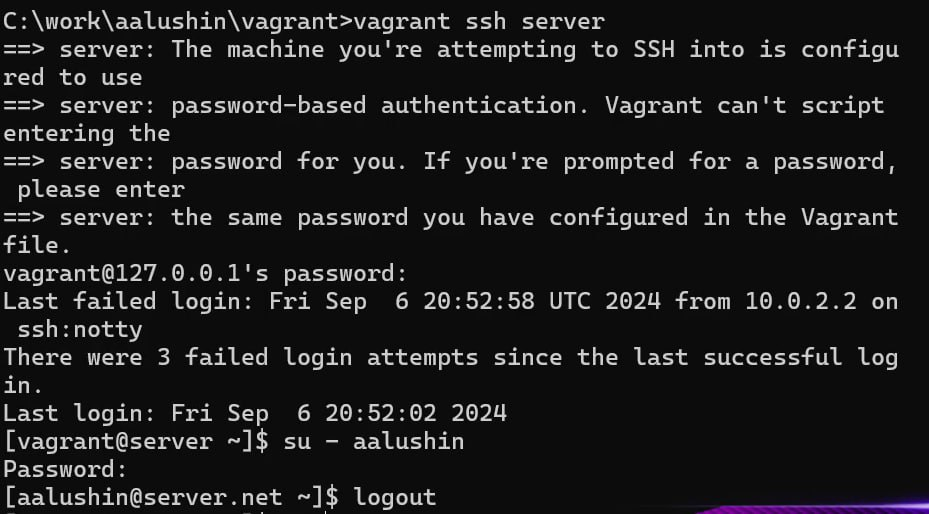 C:\work\aalushin\vagrant>vagrant ssh server
==> server: The machine you're attempting to SSH into is configu
red to use
==> server: password-based authentication. Vagrant can't script
entering the
==> server: password for you. If you're prompted for a password,
 please enter
==> server: the same password you have configured in the Vagrant
file.
vagrant@127.0.0.1's password:
Last failed login: Fri Sep  6 20:52:58 UTC 2024 from 10.0.2.2 on
 ssh:notty
There were 3 failed login attempts since the last successful log
in.
Last login: Fri Sep  6 20:52:02 2024
[vagrant@server ~]$ su - aalushin
Password:
[aalushin@server.net ~]$ logout